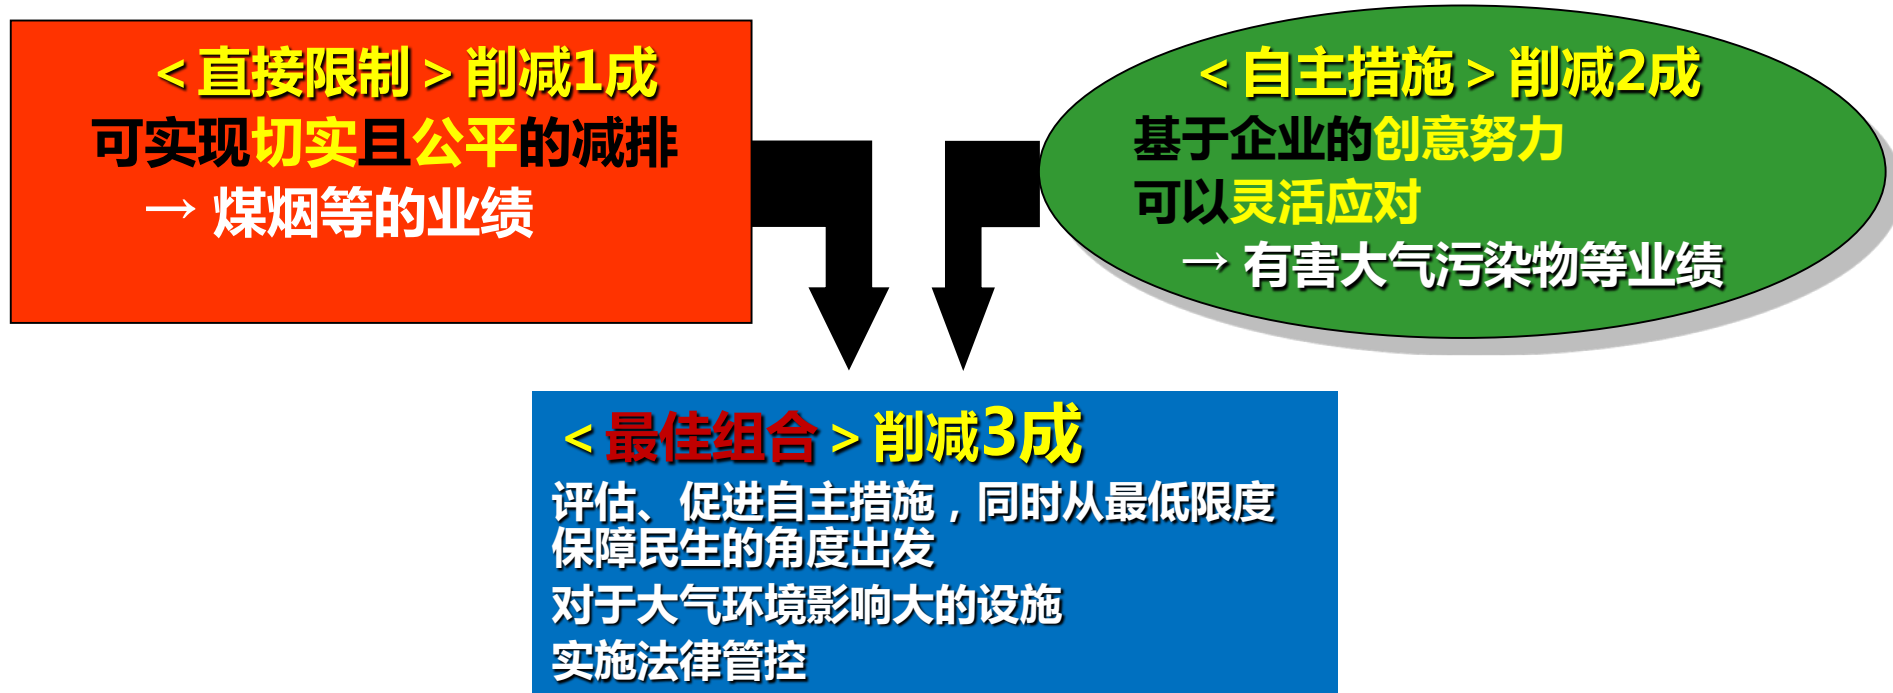 ＜直接限制＞削减1成
可实现切实且公平的减排
→ 煤烟等的业绩
＜自主措施＞削减2成
基于企业的创意努力
可以灵活应对
→ 有害大气污染物等业绩
＜最佳组合＞削减3成
评估、促进自主措施，同时从最低限度
保障民生的角度出发
对于大气环境影响大的设施
实施法律管控